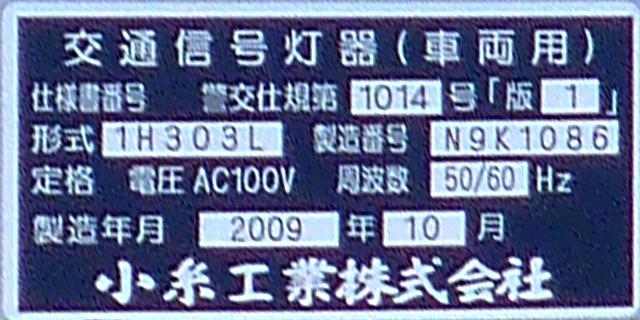 交通信号灯器(車両用)
仕様書番号 警交仕規第 1014 号「版 1 」
形式 1H303L 製造番号 N9K1086
定格 電圧 AC100V 周波数 50/60 Hz
製造年月 2009 年 10 月
小糸工業株式会社